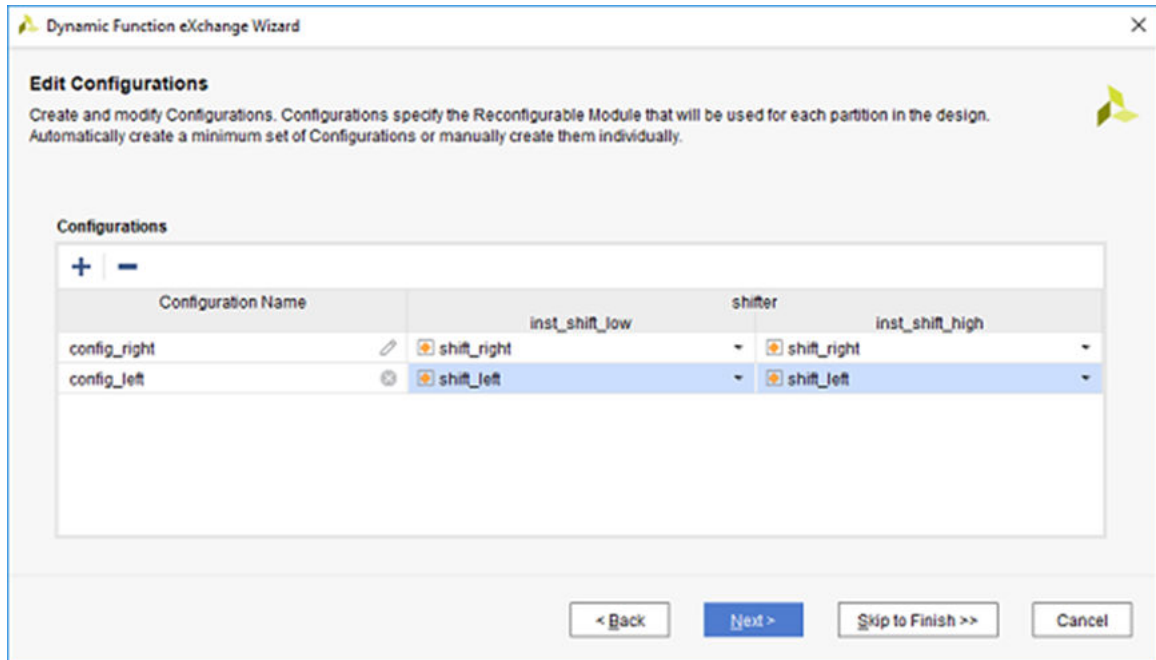 Dynamic Function eXchange Wizard
Edit Configurations
Create and modify Configurations. Configurations specify the Reconfigurable Module that will be used for each partition in the design.
Automatically create a minimum set of Configurations or manually create them individually.
Configurations
Configuration Name shifter
inst_shift_low inst_shift_high
config_right shift_right shift_right
config_left shift_left shift_left
< Back Next > Skip to Finish >> Cancel